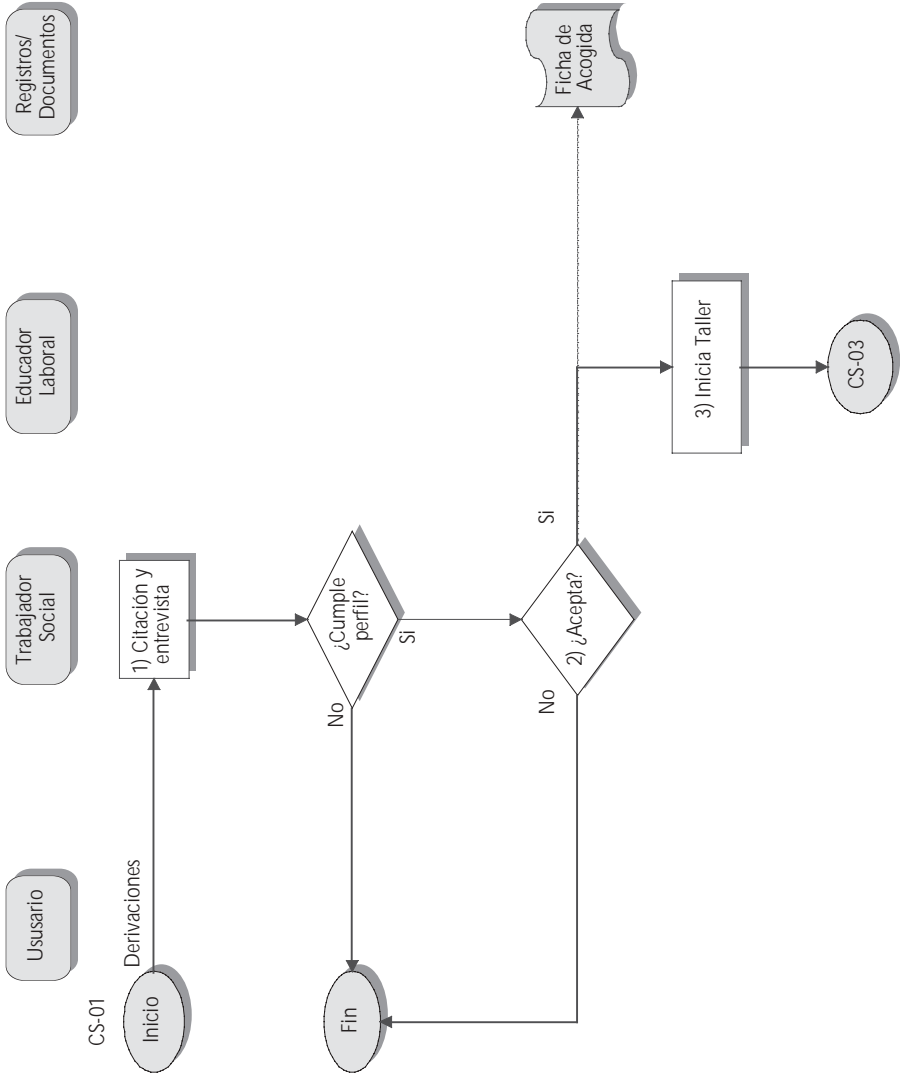 Ususario
Trabajador
Social
Educador
Laboral
Registros/
Documentos
CS-01
Inicio
Derivaciones
1) Citación y
entrevista
Fin
No
¿Cumple
perfil?
Si
No
2) ¿Acepta?
Si
Ficha de
Acogida
3) Inicia Taller
CS-03